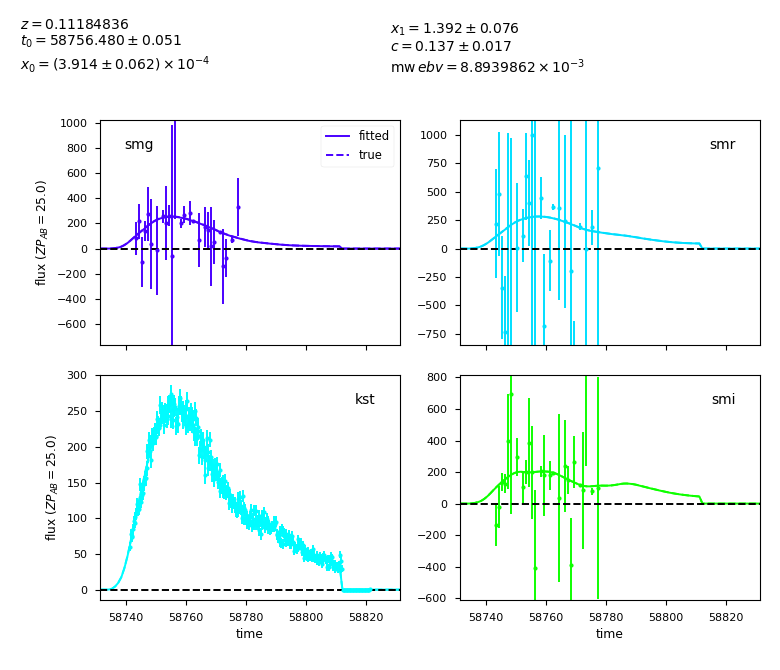 z = 0.11184836
t₀ = 58756.480 ± 0.051
x₀ = (3.914 ± 0.062) × 10⁻⁴
x₁ = 1.392 ± 0.076
c = 0.137 ± 0.017
mw ebv = 8.8939862 × 10⁻³
smg
fitted
true
1000
800
600
400
200
0
−200
−400
−600
flux (ZP_AB = 25.0)
smr
1000
750
500
250
0
−250
−500
−750
kst
300
250
200
150
100
50
0
flux (ZP_AB = 25.0)
58740 58760 58780 58800 58820
time
smi
800
600
400
200
0
−200
−400
−600
58740 58760 58780 58800 58820
time